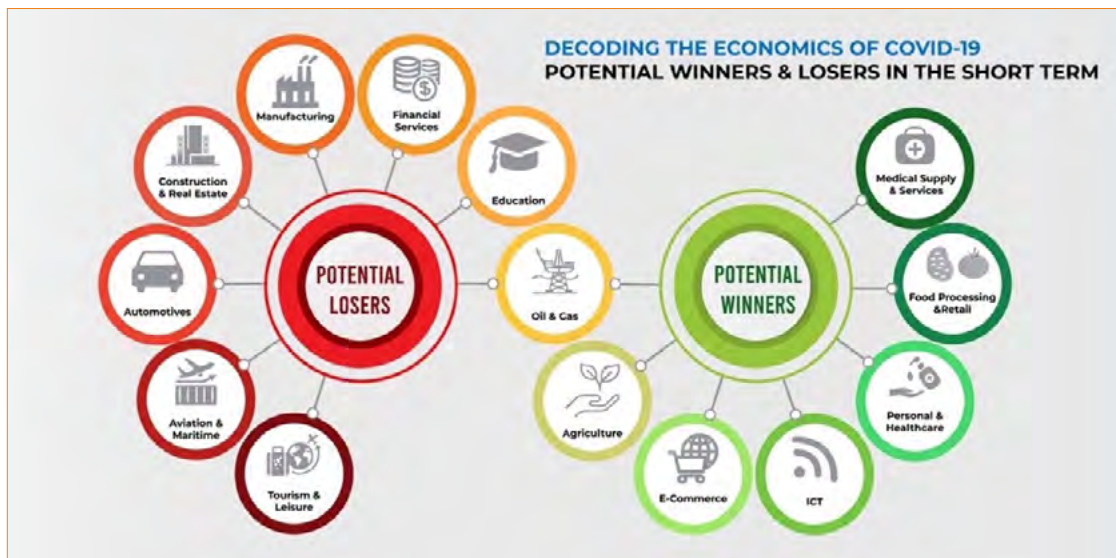 DECODING THE ECONOMICS OF COVID-19
POTENTIAL WINNERS & LOSERS IN THE SHORT TERM
POTENTIAL
LOSERS
Manufacturing
Financial
Services
Education
Construction
& Real Estate
Automotives
Aviation &
Maritime
Tourism &
Leisure
Oil & Gas
POTENTIAL
WINNERS
Medical Supply
& Services
Food Processing
&Retail
Personal &
Healthcare
ICT
E-Commerce
Agriculture